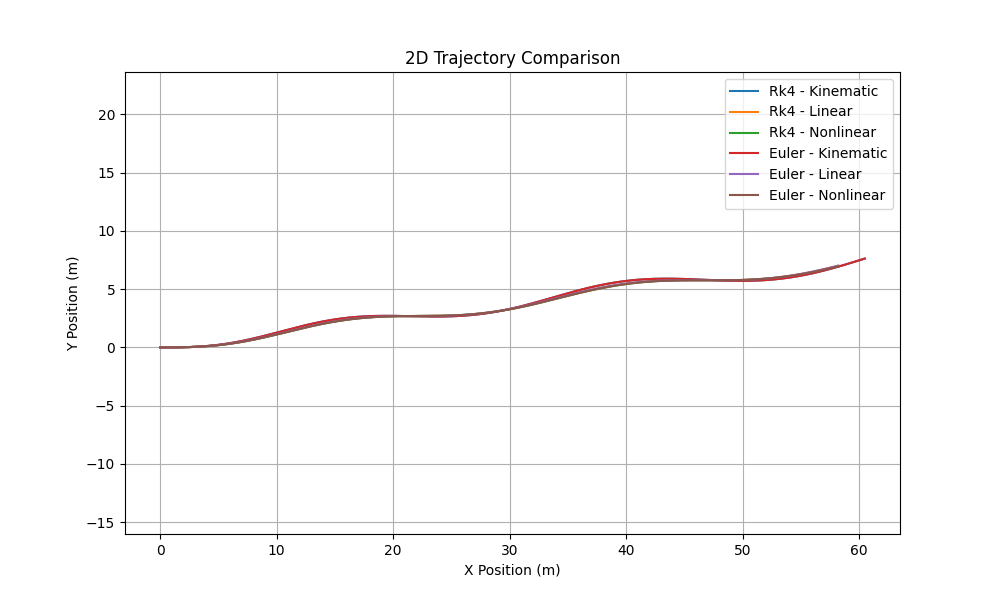 2D Trajectory Comparison
Rk4 - Kinematic
Rk4 - Linear
Rk4 - Nonlinear
Euler - Kinematic
Euler - Linear
Euler - Nonlinear
Y Position (m)
20
15
10
5
0
−5
−10
−15
0 10 20 30 40 50 60
X Position (m)